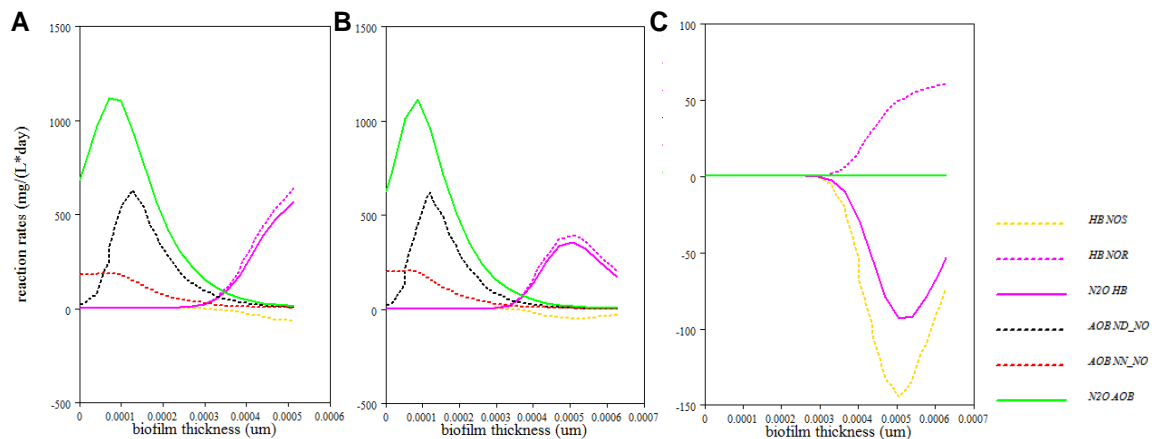 A
B
C
reaction rates (mg/(L*day)
1500
1000
500
0
-500
0 0.0001 0.0002 0.0003 0.0004 0.0005 0.0006
biofilm thickness (um)
1500
1000
500
0
-500
0 0.0001 0.0002 0.0003 0.0004 0.0005 0.0006 0.0007
biofilm thickness (um)
100
50
0
-50
-100
-150
0 0.0001 0.0002 0.0003 0.0004 0.0005 0.0006 0.0007
biofilm thickness (um)
HB NOS
HB NOR
N2O HB
AOB ND_NO
AOB NN_NO
N2O AOB